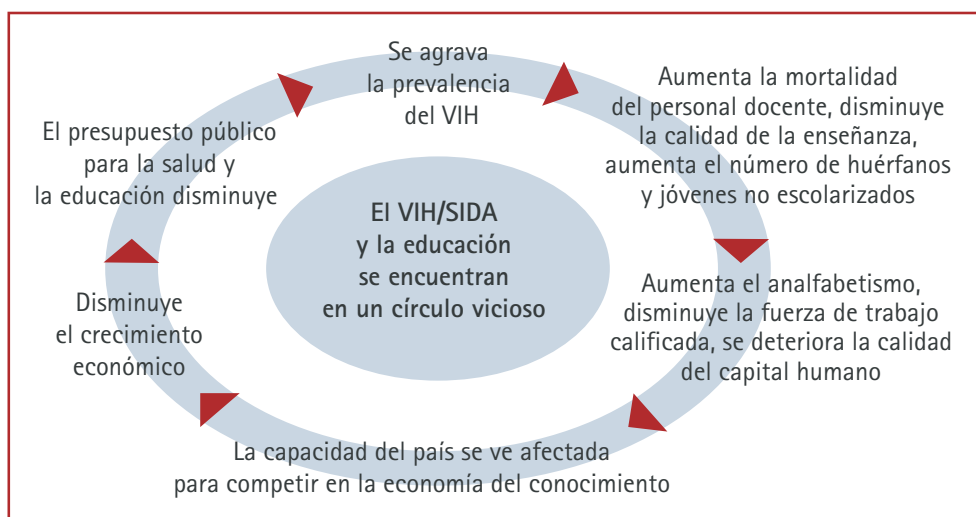 Se agrava
la prevalencia
del VIH
Aumenta la mortalidad
del personal docente, disminuye
la calidad de la enseñanza,
aumenta el número de huérfanos
y jóvenes no escolarizados
Aumenta el analfabetismo,
disminuye la fuerza de trabajo
calificada, se deteriora la calidad
del capital humano
La capacidad del país se ve afectada
para competir en la economía del conocimiento
Disminuye
el crecimiento
económico
El presupuesto público
para la salud y
la educación disminuye
El VIH/SIDA
y la educación
se encuentran
en un círculo vicioso